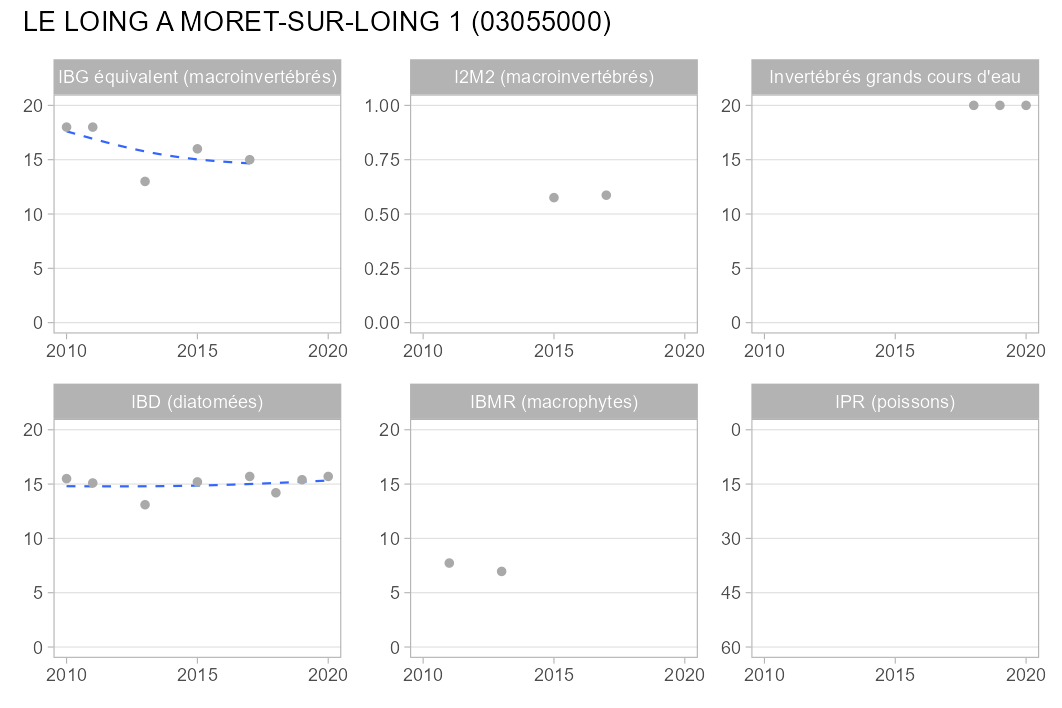 LE LOING A MORET-SUR-LOING 1 (03055000)
IBG équivalent (macroinvertébrés)
20
15
10
5
0
2010 2015 2020
I2M2 (macroinvertébrés)
1.00
0.75
0.50
0.25
0.00
2010 2015 2020
Invertébrés grands cours d'eau
20
15
10
5
0
2010 2015 2020
IBD (diatomées)
20
15
10
5
0
2010 2015 2020
IBMR (macrophytes)
20
15
10
5
0
2010 2015 2020
IPR (poissons)
0
15
30
45
60
2010 2015 2020